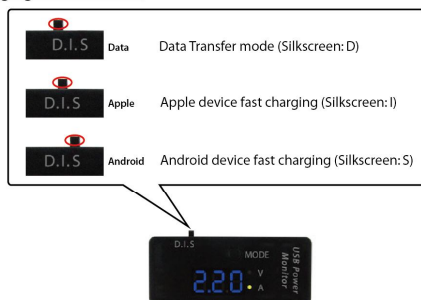 D.I.S Data Data Transfer mode (Silkscreen: D)
D.I.S Apple Apple device fast charging (Silkscreen: I)
D.I.S Android Android device fast charging (Silkscreen: S)
D.I.S
MODE
2.20
V
A
USB Power
Monitor